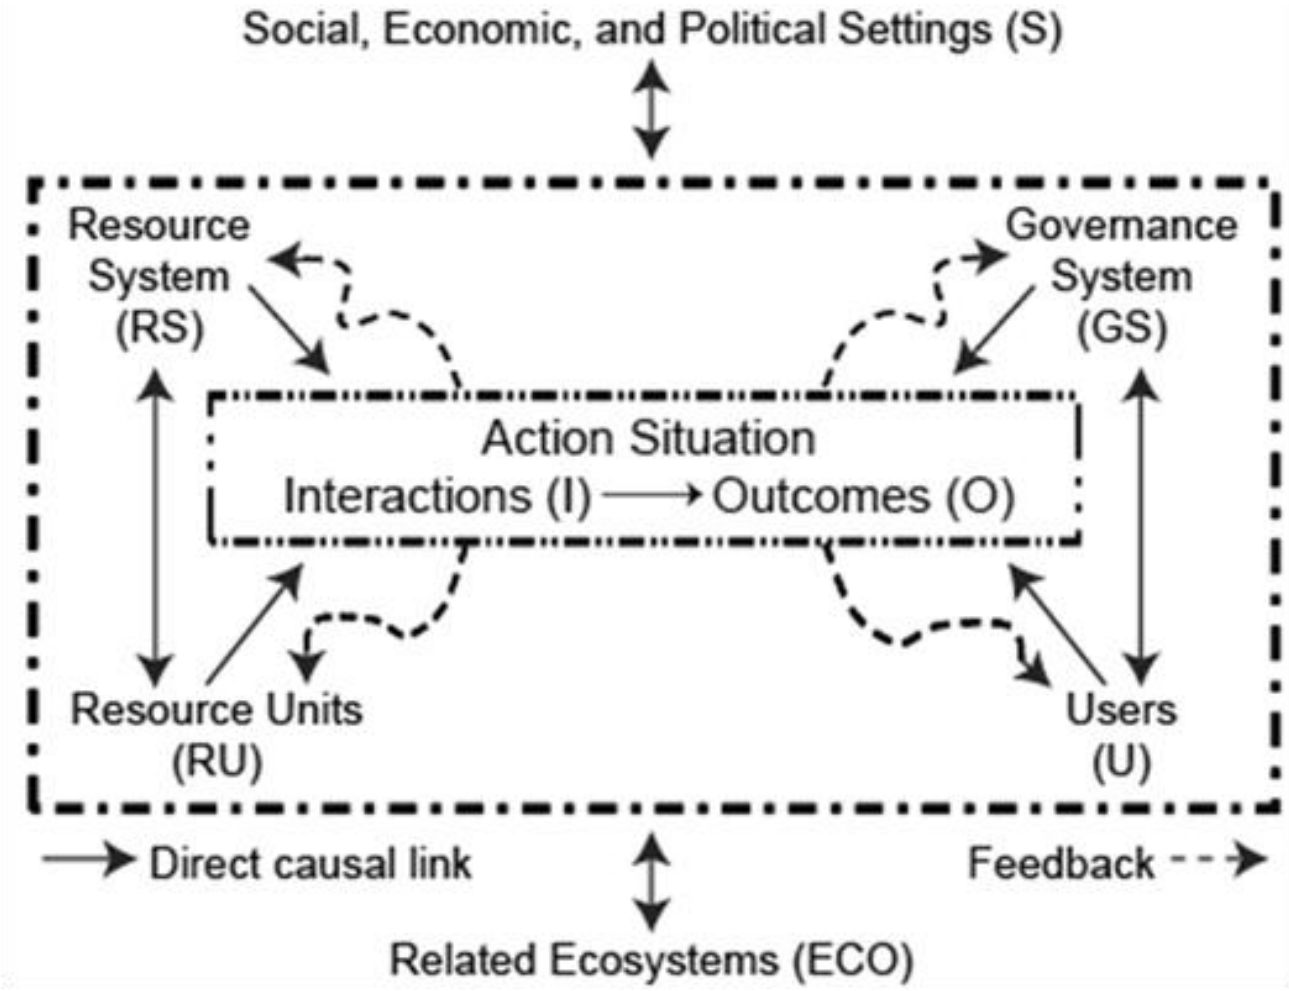 Social, Economic, and Political Settings (S)
Resource
System
(RS)
Governance
System
(GS)
Action Situation
Interactions (I) Outcomes (O)
Resource Units
(RU)
Users
(U)
Direct causal link
Feedback
Related Ecosystems (ECO)